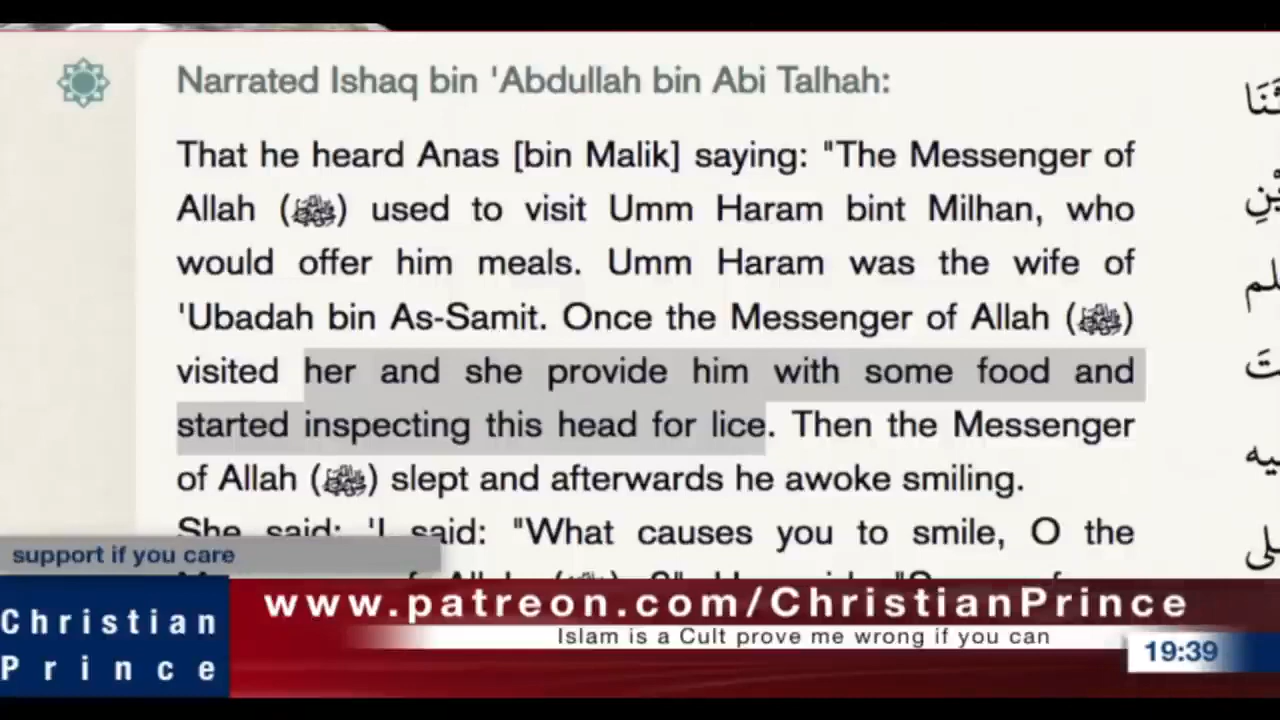 Narrated Ishaq bin 'Abdullah bin Abi Talhah:
That he heard Anas [bin Malik] saying: "The Messenger of
Allah (ﷺ) used to visit Umm Haram bint Milhan, who
would offer him meals. Umm Haram was the wife of
'Ubadah bin As-Samit. Once the Messenger of Allah (ﷺ)
visited her and she provide him with some food and
started inspecting this head for lice. Then the Messenger
of Allah (ﷺ) slept and afterwards he awoke smiling.
She said: 'I said: "What causes you to smile, O the
support if you care
Christian
Prince
www.patreon.com/ChristianPrince
Islam is a Cult prove me wrong if you can
19:39